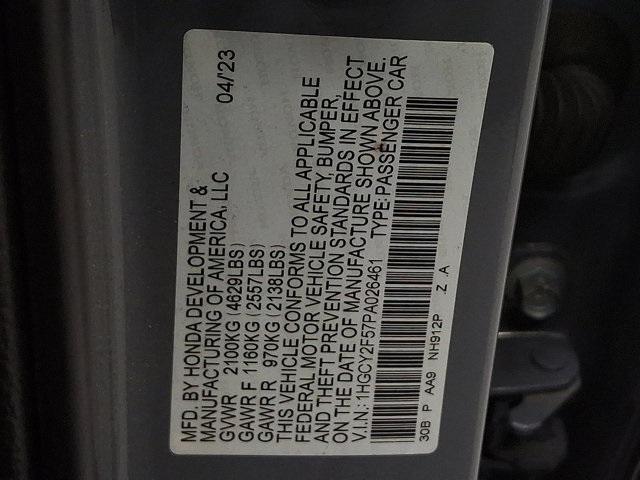 MFD. BY HONDA DEVELOPMENT &
MANUFACTURING OF AMERICA, LLC 04/'23
GVWR 2100KG (4629LBS)
GAWR F 1160KG (2557LBS)
GAWR R 970KG (2138LBS)
THIS VEHICLE CONFORMS TO ALL APPLICABLE
FEDERAL MOTOR VEHICLE SAFETY, BUMPER,
AND THEFT PREVENTION STANDARDS IN EFFECT
ON THE DATE OF MANUFACTURE SHOWN ABOVE.
V.I.N.:1HGCY2F57PA026461 TYPE:PASSENGER CAR
30B P AA9 NH912P .Z .A